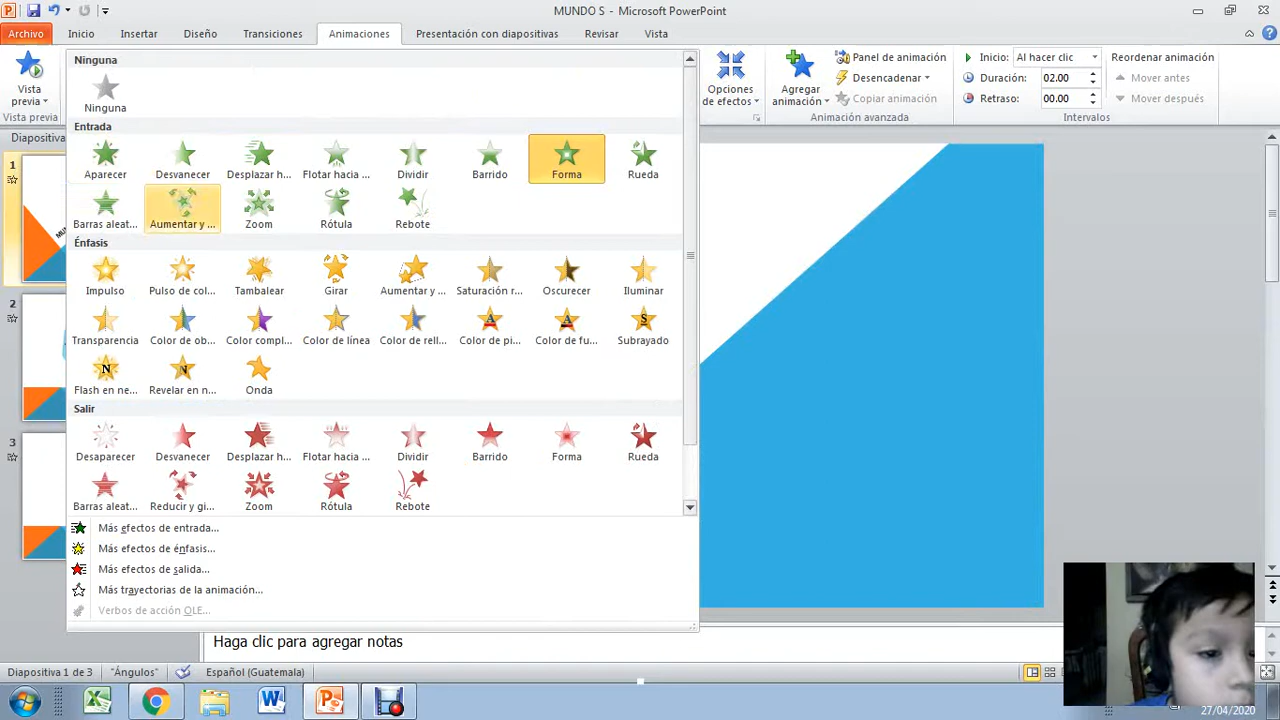 MUNDO S - Microsoft PowerPoint
Archivo Inicio Insertar Diseño Transiciones Animaciones Presentación con diapositivas Revisar Vista
Vista previa
Vista previa
Opciones de efectos
Agregar animación
Panel de animación
Desencadenar
Copiar animación
Animación avanzada
Inicio: Al hacer clic
Duración: 02.00
Retraso: 00.00
Reordenar animación
Mover antes
Mover después
Intervalos
Diapositiva
1
2
3
Ninguna
Ninguna
Entrada
Aparecer Desvanecer Desplazar h... Flotar hacia ... Dividir Barrido Forma Rueda
Barras aleat... Aumentar y ... Zoom Rótula Rebote
Énfasis
Impulso Pulso de col... Tambalear Girar Aumentar y ... Saturación r... Oscurecer Iluminar
Transparencia Color de ob... Color compl... Color de línea Color de rell... Color de pi... Color de fu... Subrayado
Flash en ne... Revelar en n... Onda
Salir
Desaparecer Desvanecer Desplazar h... Flotar hacia ... Dividir Barrido Forma Rueda
Barras aleat... Reducir y gi... Zoom Rótula Rebote
Más efectos de entrada...
Más efectos de énfasis...
Más efectos de salida...
Más trayectorias de la animación...
Verbos de acción OLE...
Haga clic para agregar notas
Diapositiva 1 de 3 "Ángulos" Español (Guatemala)
27/04/2020